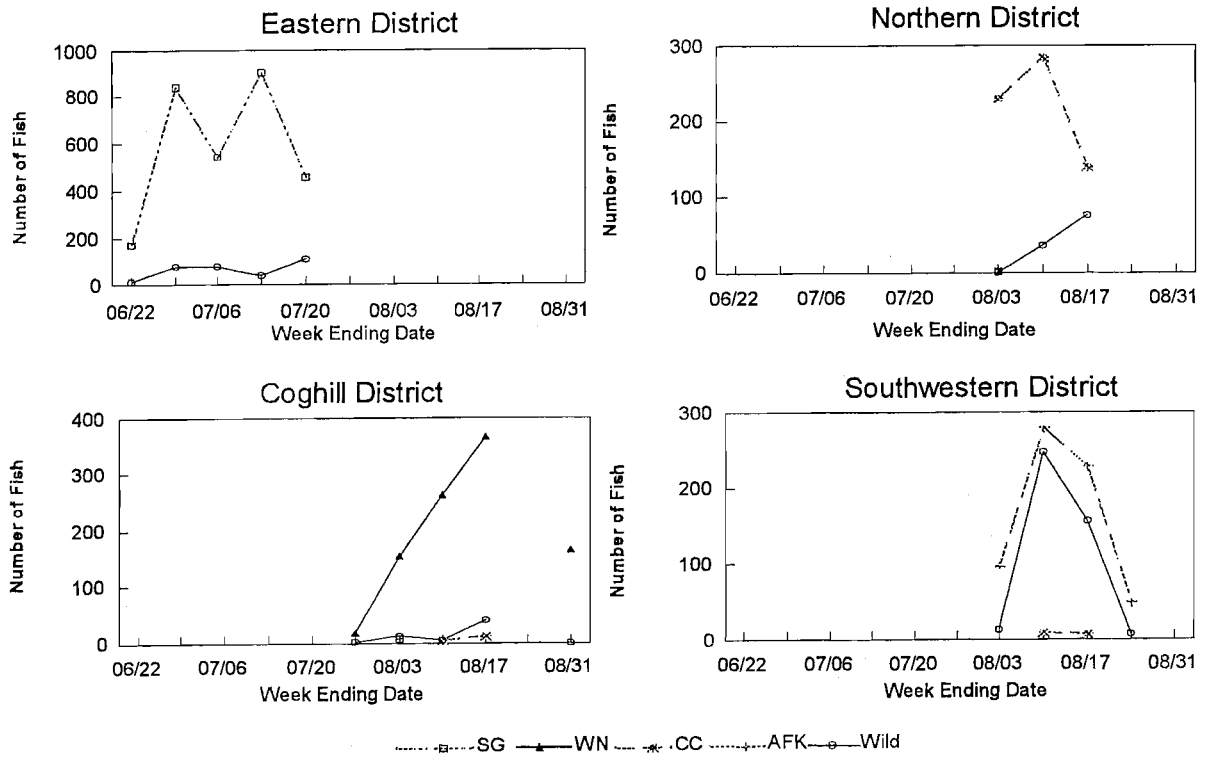 Eastern District
Number of Fish
1000
800
600
400
200
0
06/22 07/06 07/20 08/03 08/17 08/31
Week Ending Date
Northern District
Number of Fish
300
200
100
0
06/22 07/06 07/20 08/03 08/17 08/31
Week Ending Date
Coghill District
Number of Fish
400
300
200
100
0
06/22 07/06 07/20 08/03 08/17 08/31
Week Ending Date
Southwestern District
Number of Fish
300
200
100
0
06/22 07/06 07/20 08/03 08/17 08/31
Week Ending Date
SG WN CC AFK Wild